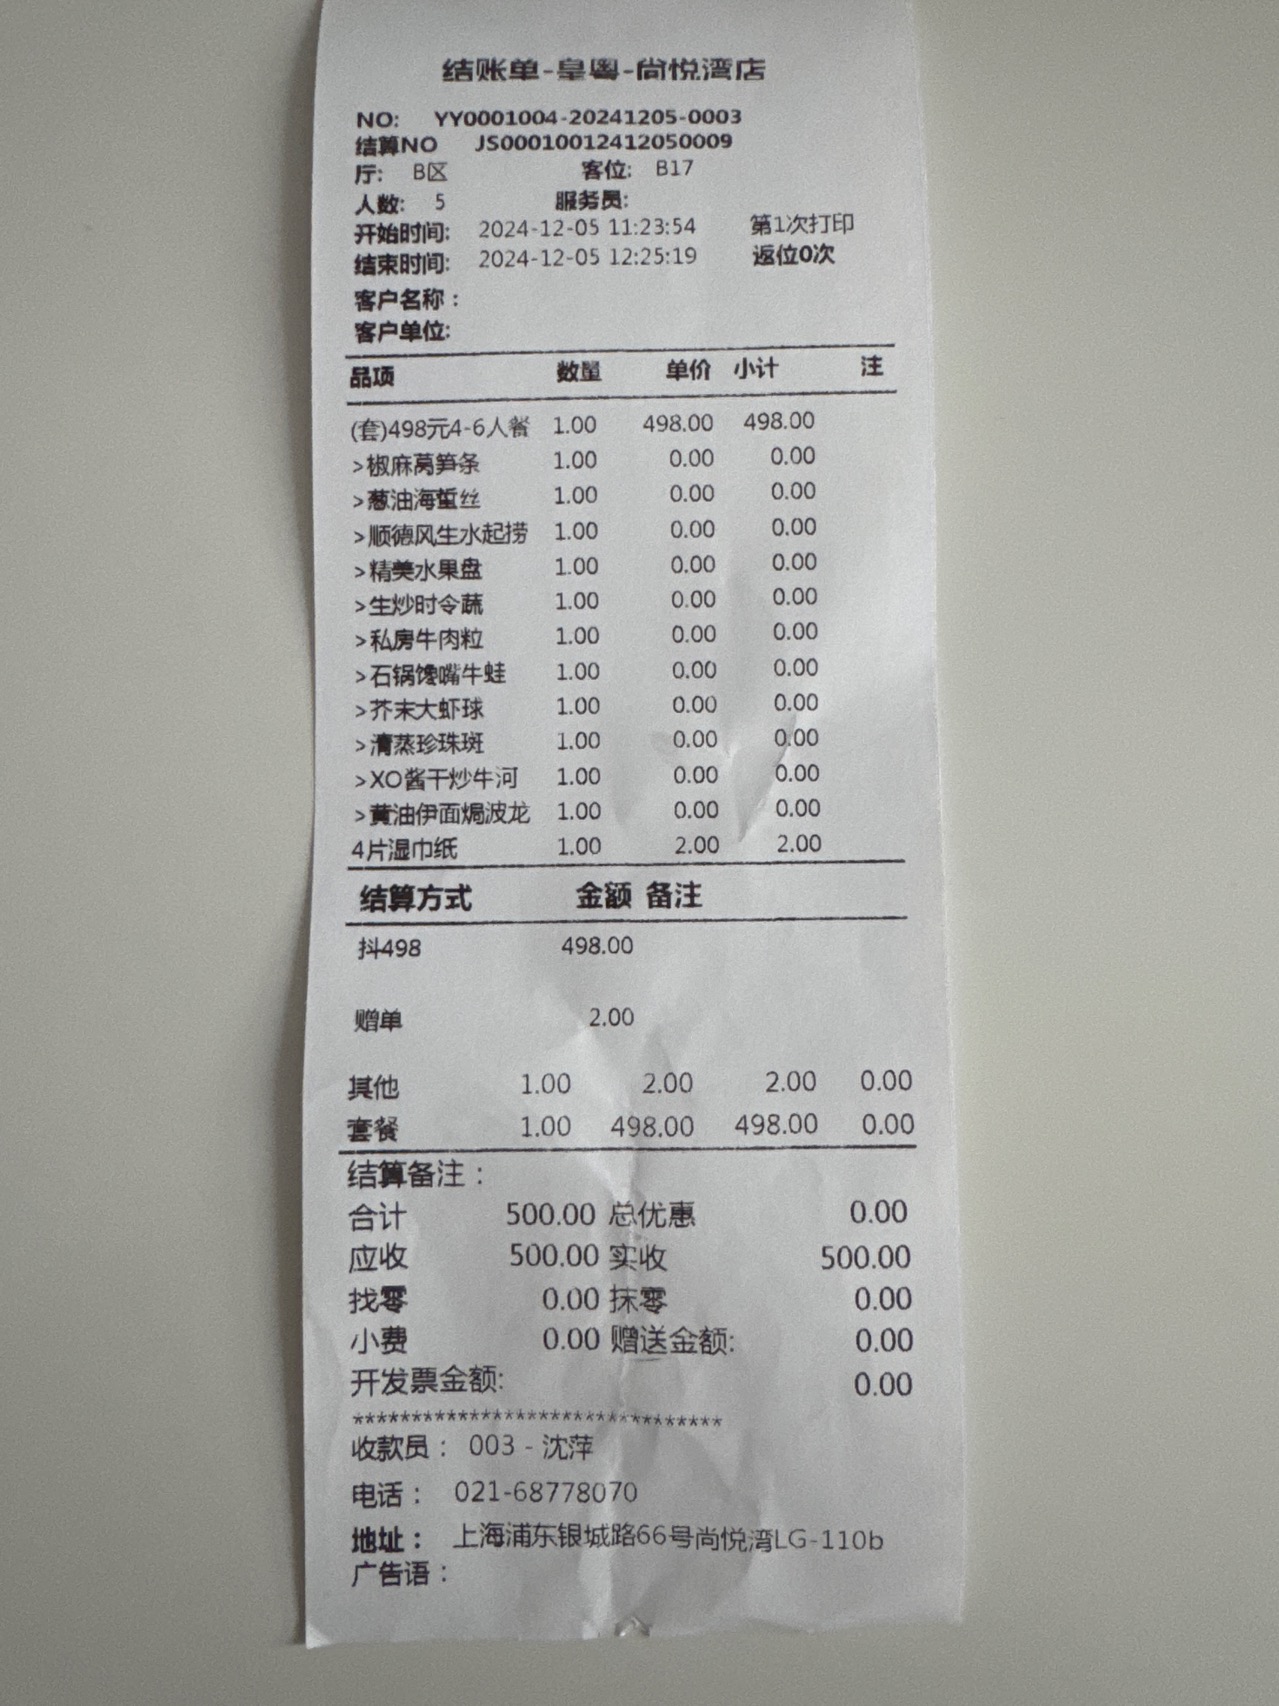 结账单-皇粤-尚悦湾店
NO: YY0001004-20241205-0003
结算NO JS00010012412050009
厅: B区 客位: B17
人数: 5 服务员:
开始时间: 2024-12-05 11:23:54 第1次打印
结束时间: 2024-12-05 12:25:19 返位0次
客户名称：
客户单位:
品项 数量 单价 小计 注
(套)498元4-6人餐 1.00 498.00 498.00
>椒麻莴笋条 1.00 0.00 0.00
>葱油海蜇丝 1.00 0.00 0.00
>顺德风生水起捞 1.00 0.00 0.00
>精美水果盘 1.00 0.00 0.00
>生炒时令蔬 1.00 0.00 0.00
>私房牛肉粒 1.00 0.00 0.00
>石锅馋嘴牛蛙 1.00 0.00 0.00
>芥末大虾球 1.00 0.00 0.00
>清蒸珍珠斑 1.00 0.00 0.00
>XO酱干炒牛河 1.00 0.00 0.00
>黄油伊面焗波龙 1.00 0.00 0.00
4片湿巾纸 1.00 2.00 2.00
结算方式 金额 备注
抖498 498.00
赠单 2.00
其他 1.00 2.00 2.00 0.00
套餐 1.00 498.00 498.00 0.00
结算备注：
合计 500.00 总优惠 0.00
应收 500.00 实收 500.00
找零 0.00 抹零 0.00
小费 0.00 赠送金额: 0.00
开发票金额: 0.00
*******************************
收款员： 003 - 沈萍
电话： 021-68778070
地址： 上海浦东银城路66号尚悦湾LG-110b
广告语：